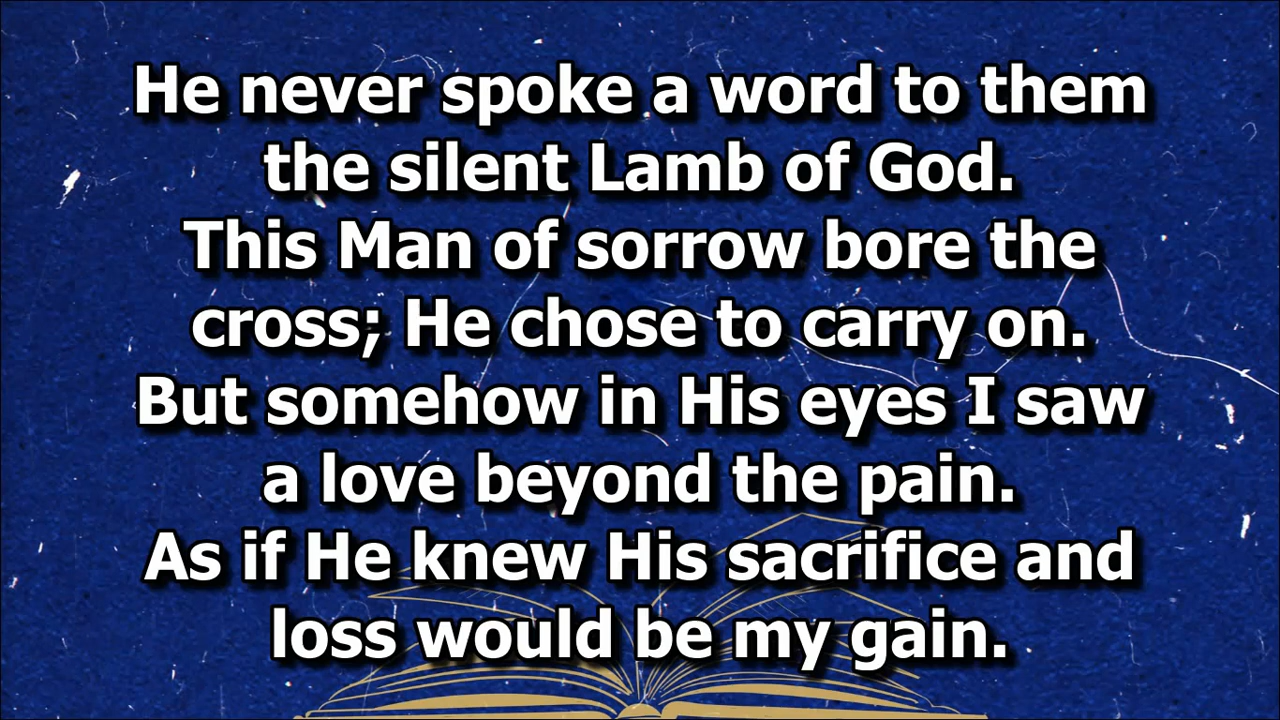 He never spoke a word to them
the silent Lamb of God.
This Man of sorrow bore the
cross; He chose to carry on.
But somehow in His eyes I saw
a love beyond the pain.
As if He knew His sacrifice and
loss would be my gain.